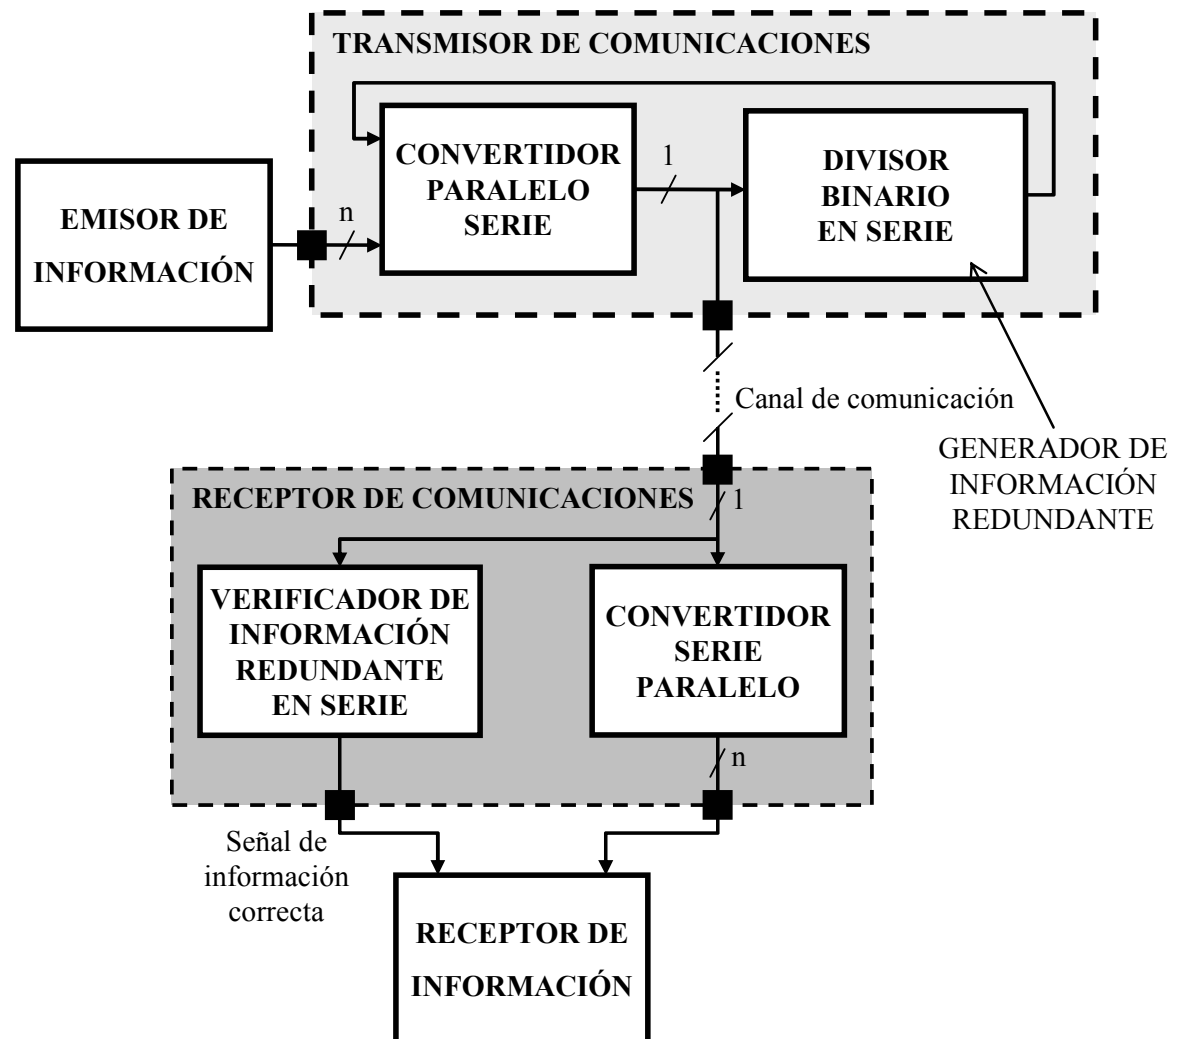 TRANSMISOR DE COMUNICACIONES
EMISOR DE
INFORMACIÓN
n
CONVERTIDOR
PARALELO
SERIE
1
DIVISOR
BINARIO
EN SERIE
Canal de comunicación
GENERADOR DE
INFORMACIÓN
REDUNDANTE
RECEPTOR DE COMUNICACIONES
1
VERIFICADOR DE
INFORMACIÓN
REDUNDANTE
EN SERIE
CONVERTIDOR
SERIE
PARALELO
n
Señal de
información
correcta
RECEPTOR DE
INFORMACIÓN